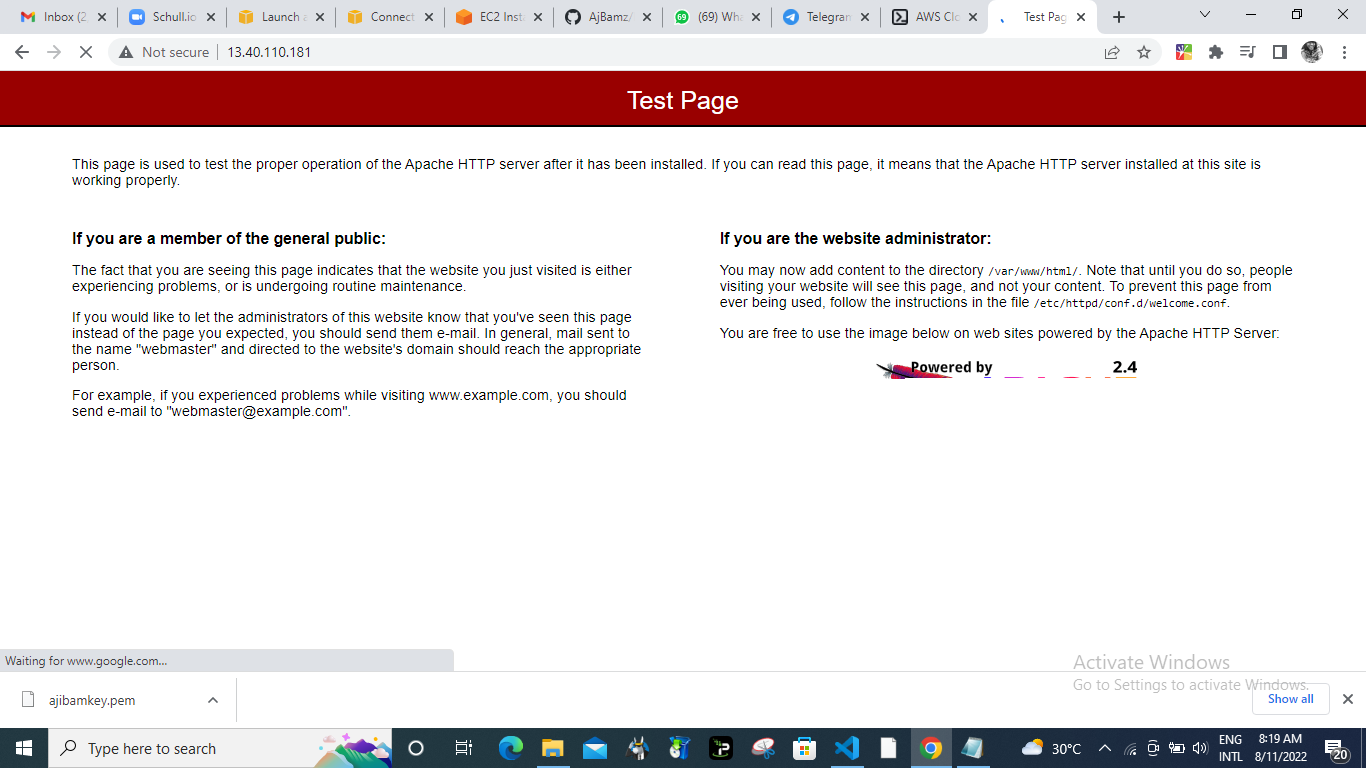 Inbox (2
Schull.io
Launch a
Connect
EC2 Inst
AjBamz/
69
(69) Wha
Telegram
AWS Clo
Test Pag
Not secure
13.40.110.181
Test Page
This page is used to test the proper operation of the Apache HTTP server after it has been installed. If you can read this page, it means that the Apache HTTP server installed at this site is
working properly.
If you are a member of the general public:
The fact that you are seeing this page indicates that the website you just visited is either
experiencing problems, or is undergoing routine maintenance.
If you would like to let the administrators of this website know that you've seen this page
instead of the page you expected, you should send them e-mail. In general, mail sent to
the name "webmaster" and directed to the website's domain should reach the appropriate
person.
For example, if you experienced problems while visiting www.example.com, you should
send e-mail to "webmaster@example.com".
If you are the website administrator:
You may now add content to the directory /var/www/html/. Note that until you do so, people
visiting your website will see this page, and not your content. To prevent this page from
ever being used, follow the instructions in the file /etc/httpd/conf.d/welcome.conf.
You are free to use the image below on web sites powered by the Apache HTTP Server:
Powered by
2.4
Waiting for www.google.com...
Activate Windows
Go to Settings to activate Windows.
ajibamkey.pem
Show all
Type here to search
30°C
ENG
INTL
8:19 AM
8/11/2022
20